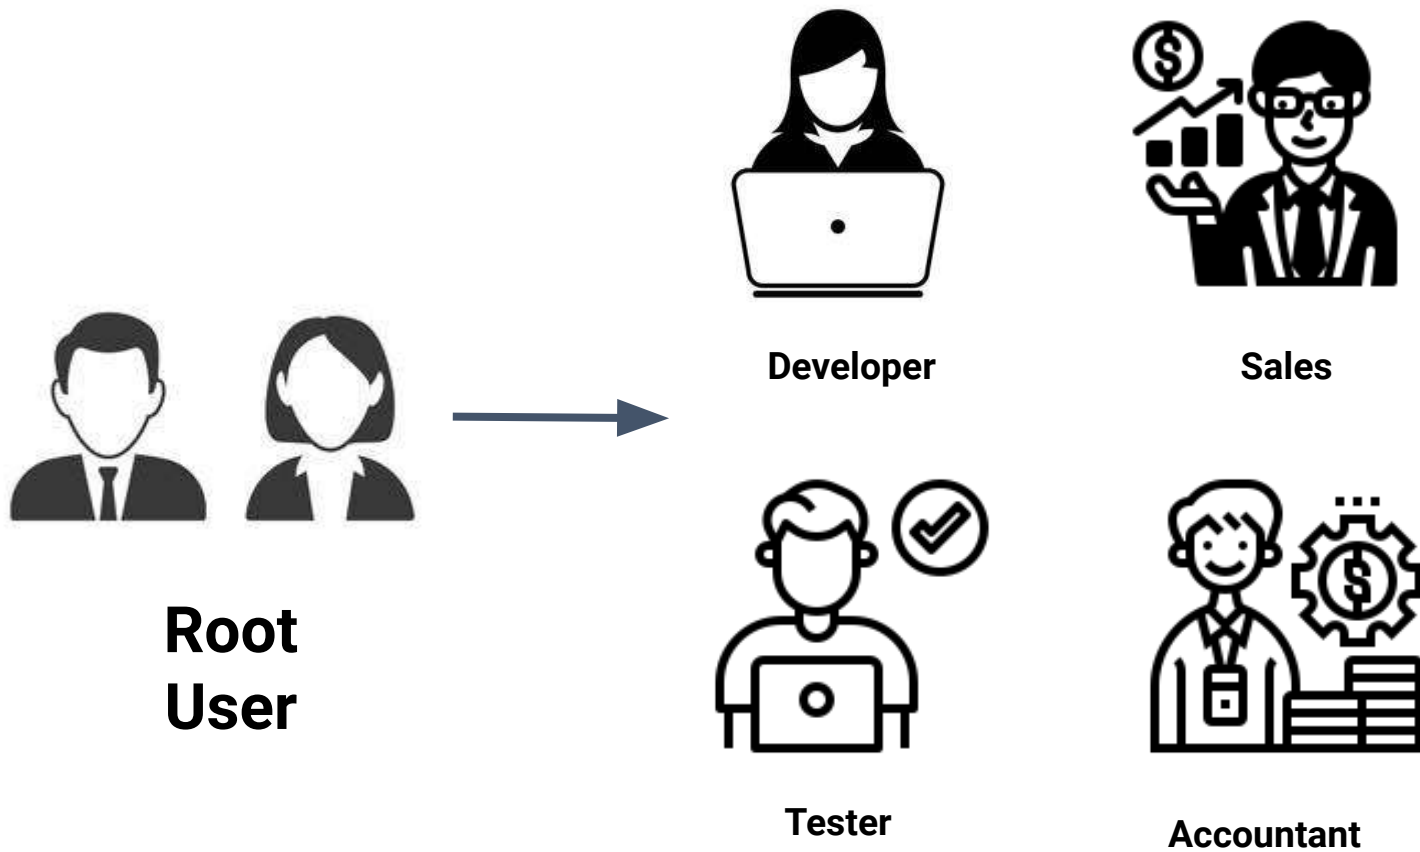 Developer
Sales
Root
User
Tester
Accountant
$
$